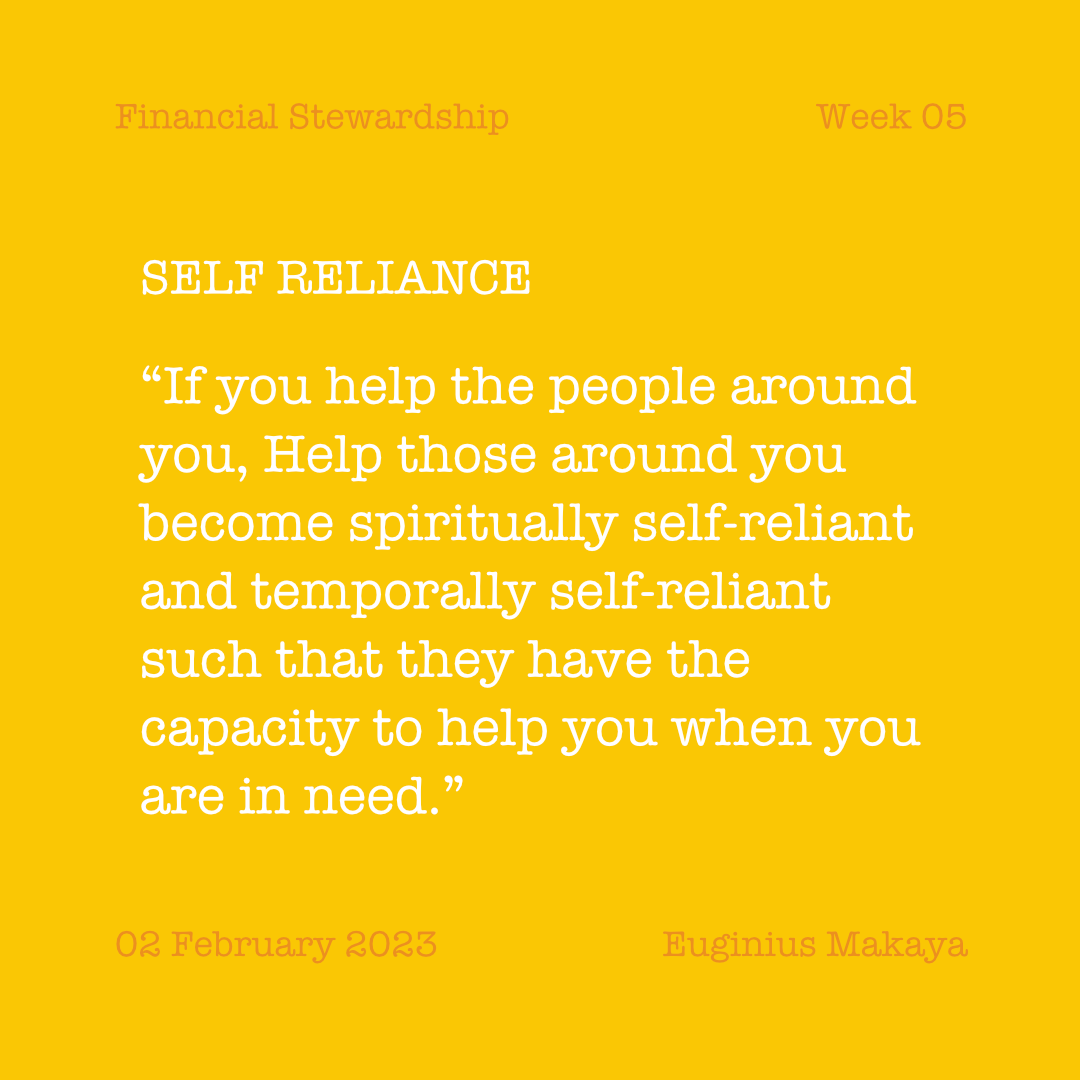 Financial Stewardship
Week 05
SELF RELIANCE
“If you help the people around
you, Help those around you
become spiritually self-reliant
and temporally self-reliant
such that they have the
capacity to help you when you
are in need.”
02 February 2023
Euginius Makaya